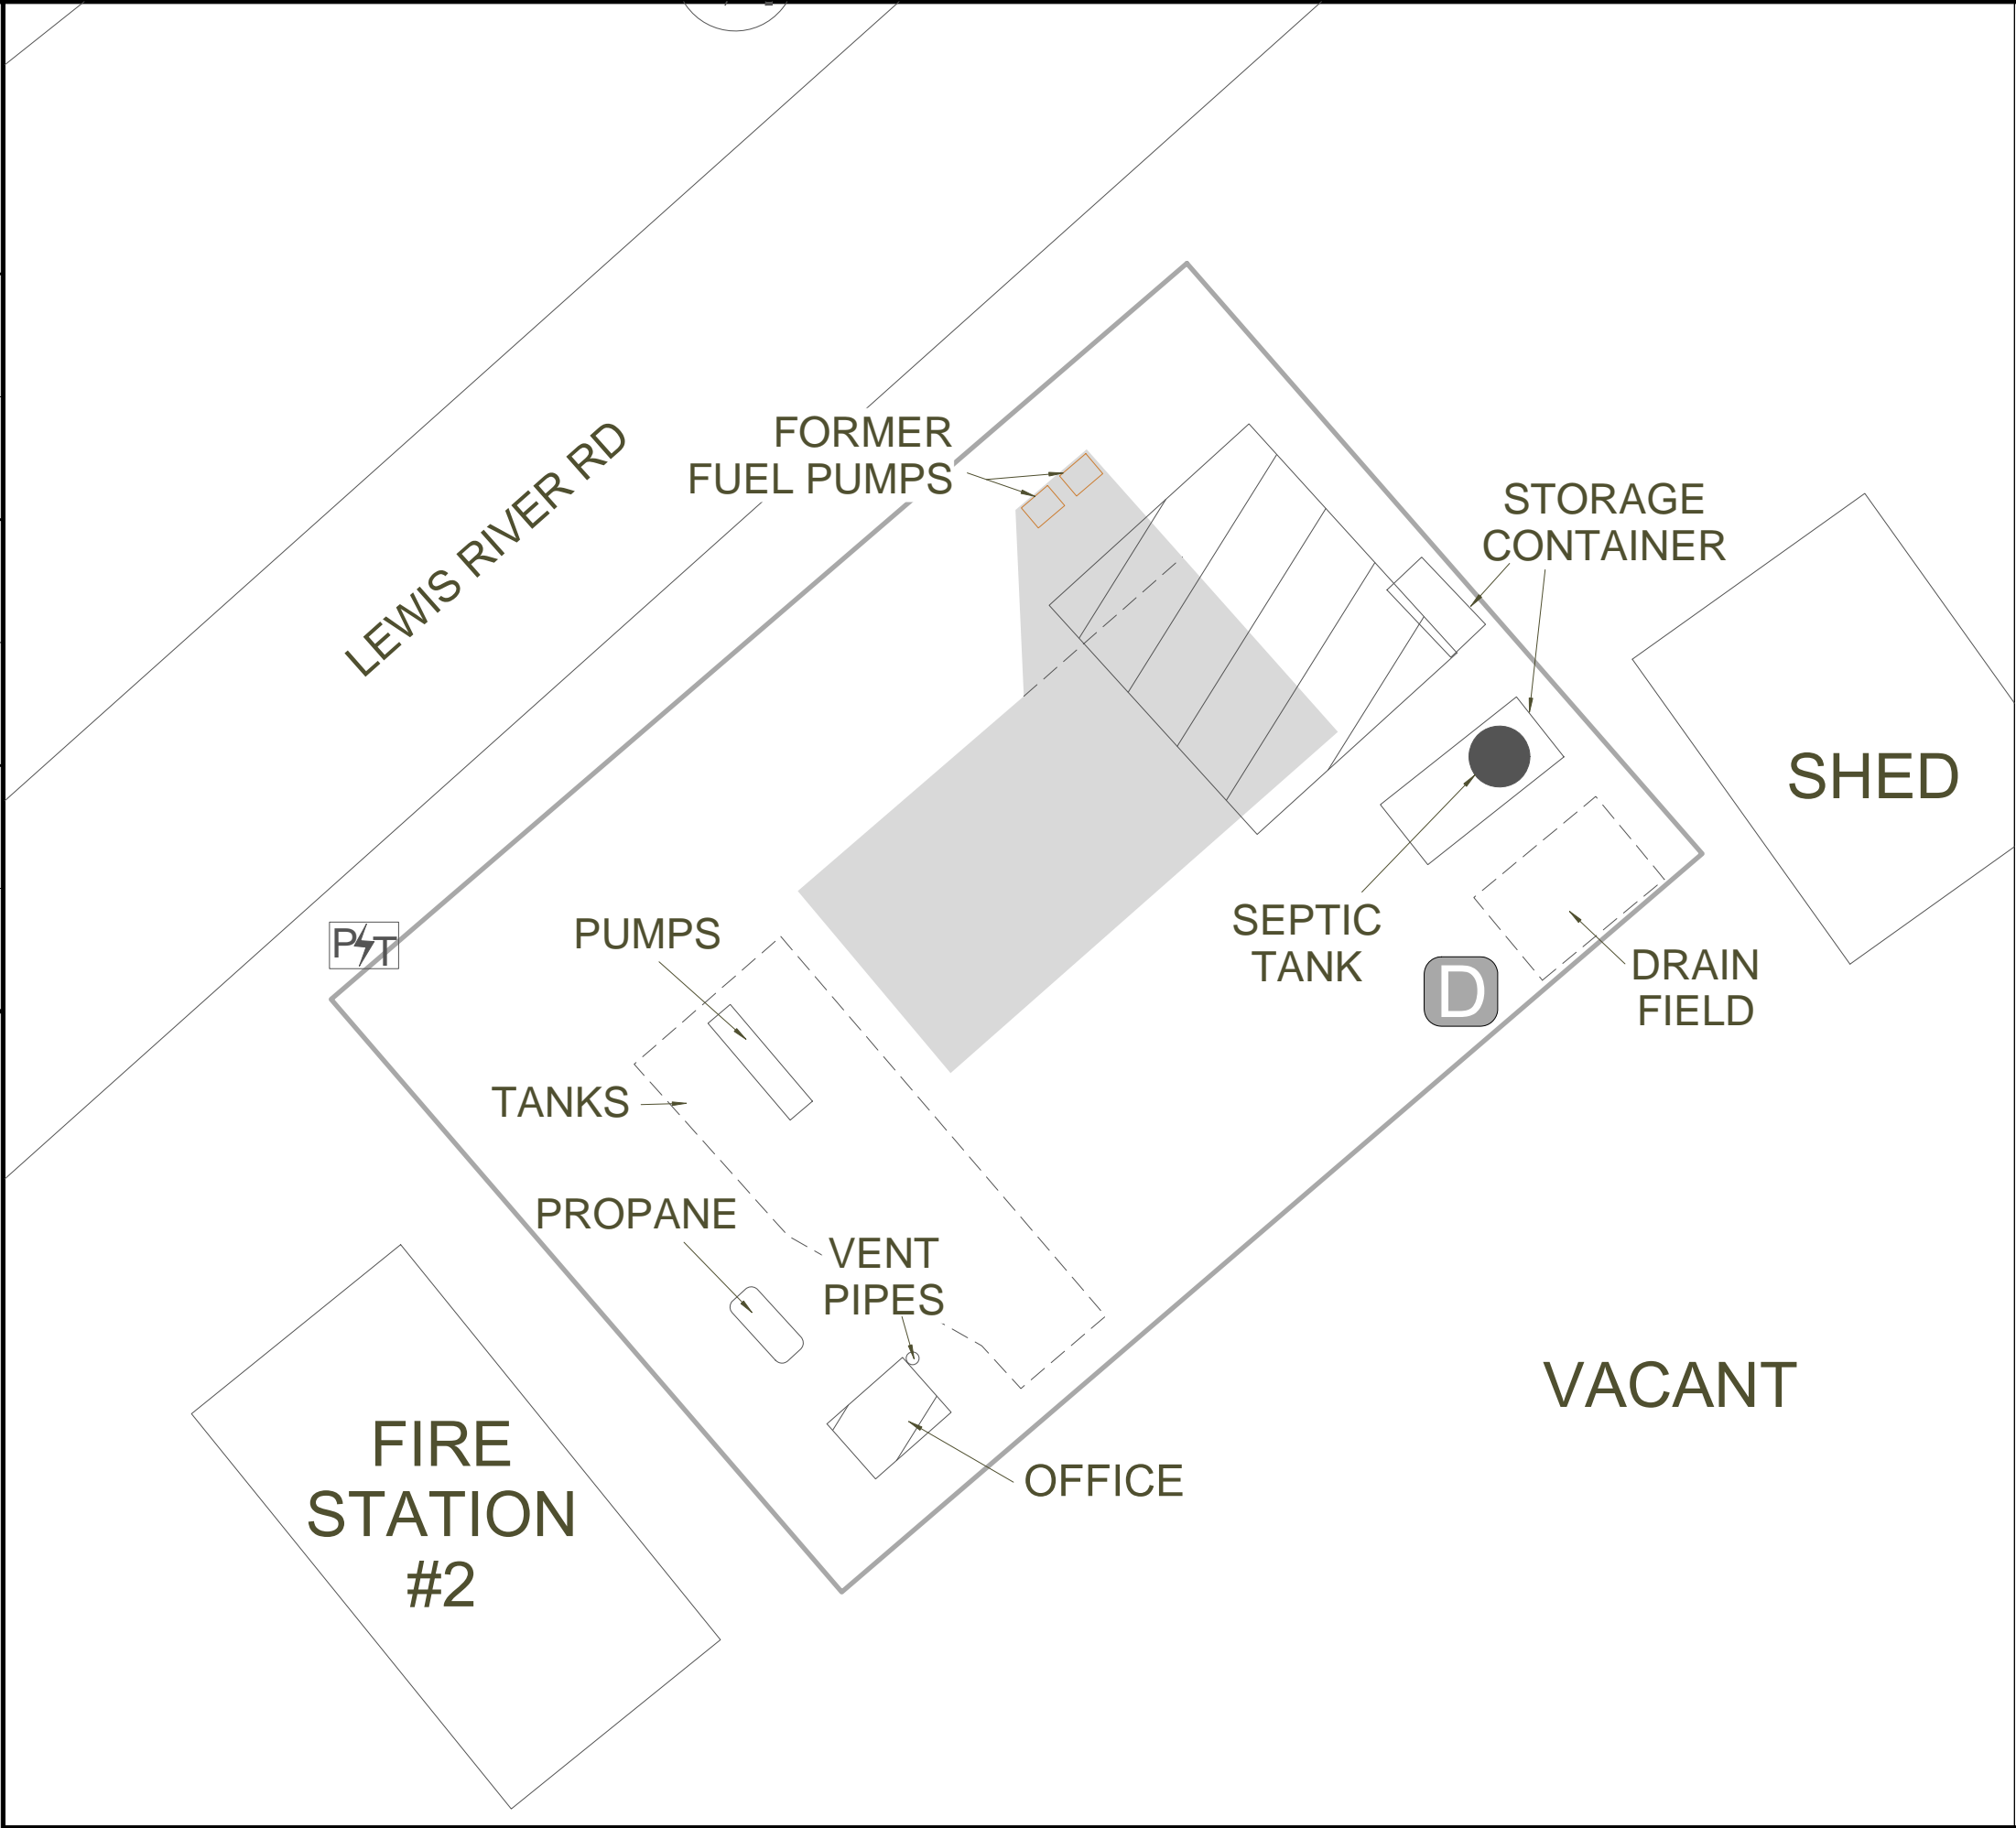 LEWIS RIVER RD
FORMER
FUEL PUMPS
STORAGE
CONTAINER
SHED
SEPTIC
TANK
D
DRAIN
FIELD
PUMPS
P T
TANKS
PROPANE
VENT
PIPES
VACANT
FIRE
STATION
#2
OFFICE